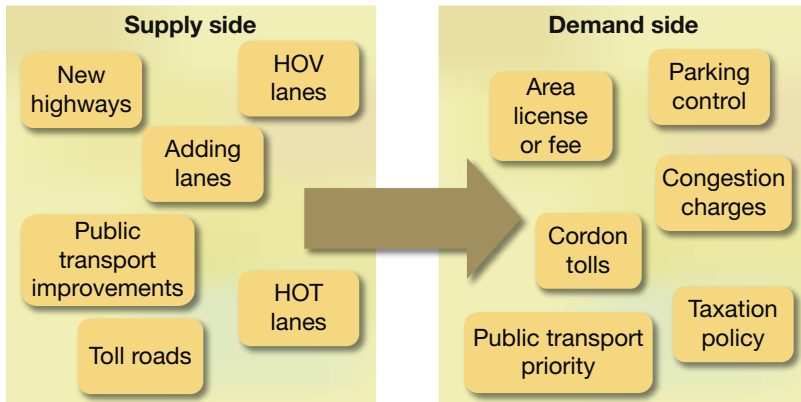 Supply side
New
highways
HOV
lanes
Adding
lanes
Public
transport
improvements
HOT
lanes
Toll roads
Demand side
Area
license
or fee
Parking
control
Congestion
charges
Cordon
tolls
Public transport
priority
Taxation
policy